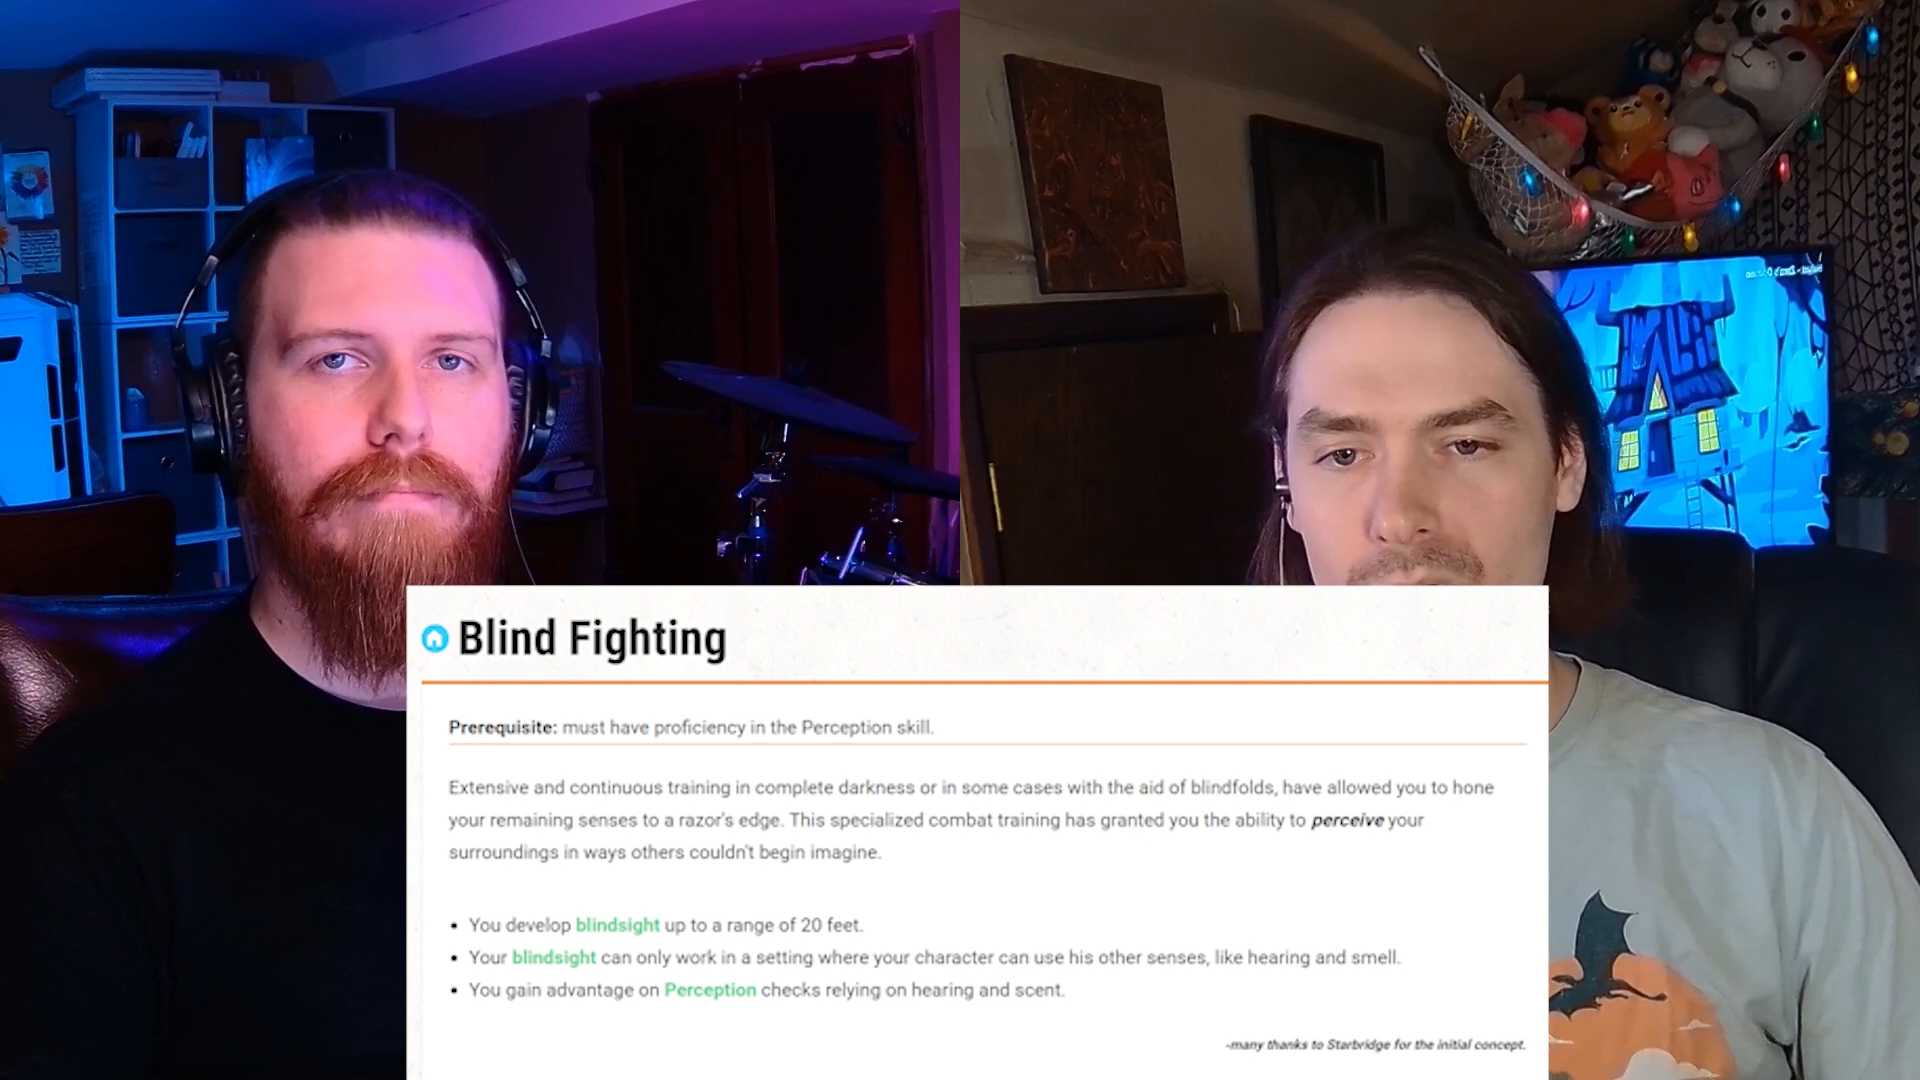 Blind Fighting
Prerequisite: must have proficiency in the Perception skill.
Extensive and continuous training in complete darkness or in some cases with the aid of blindfolds, have allowed you to hone
your remaining senses to a razor's edge. This specialized combat training has granted you the ability to perceive your
surroundings in ways others couldn't begin imagine.
• You develop blindsight up to a range of 20 feet.
• Your blindsight can only work in a setting where your character can use his other senses, like hearing and smell.
• You gain advantage on Perception checks relying on hearing and scent.
-many thanks to Starbridge for the initial concept.